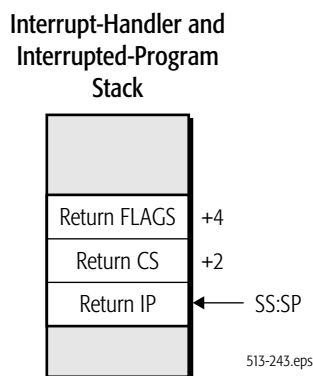 Interrupt-Handler and
Interrupted-Program
Stack
Return FLAGS +4
Return CS +2
Return IP SS:SP
513-243.eps